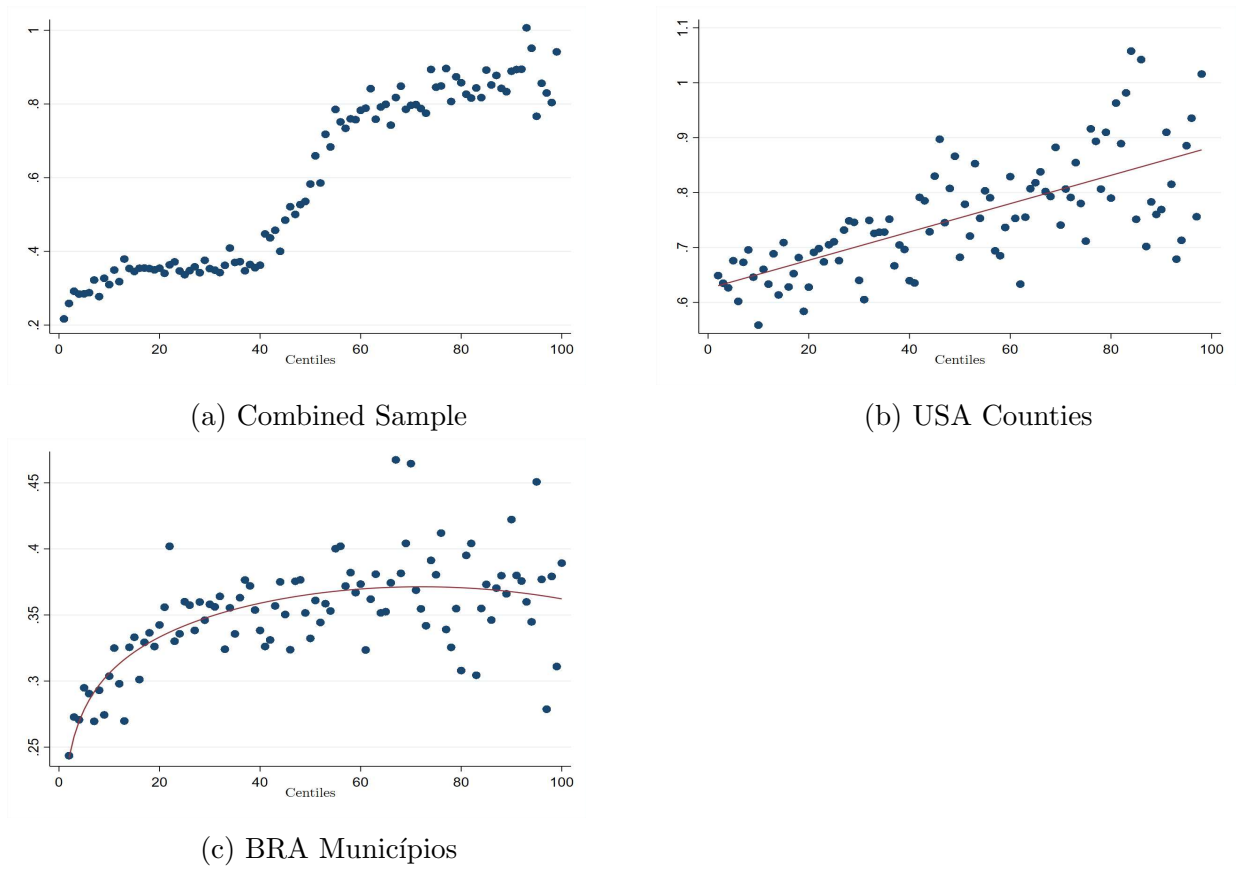 1
.8
.6
.4
.2
0 20 40 60 80 100
Centiles
(a) Combined Sample
1.1
1
.9
.8
.7
.6
0 20 40 60 80 100
Centiles
(b) USA Counties
.45
.4
.35
.3
.25
0 20 40 60 80 100
Centiles
(c) BRA Municípios